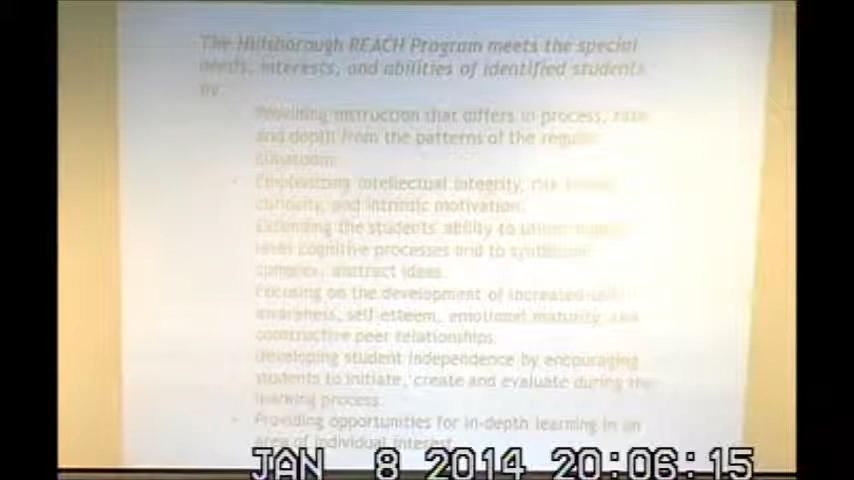 The Hillsborough REACH Program meets the special
needs, interests, and abilities of identified students
by
Providing instruction that differs in process, rate
and depth from the patterns of the regular
classroom.
Emphasizing intellectual integrity, risk
curiosity, and intrinsic motivation.
Extending the students' ability to utilize
level cognitive processes and to synthesize
complex, abstract ideas.
Focusing on the development of increased self-
awareness, self esteem, emotional maturity, and
constructive peer relationships.
Developing student independence by encouraging
students to initiate, create and evaluate during the
learning process.
Providing opportunities for in-depth learning in an
area of individual interest.
JAN 8 2014 20:06:15